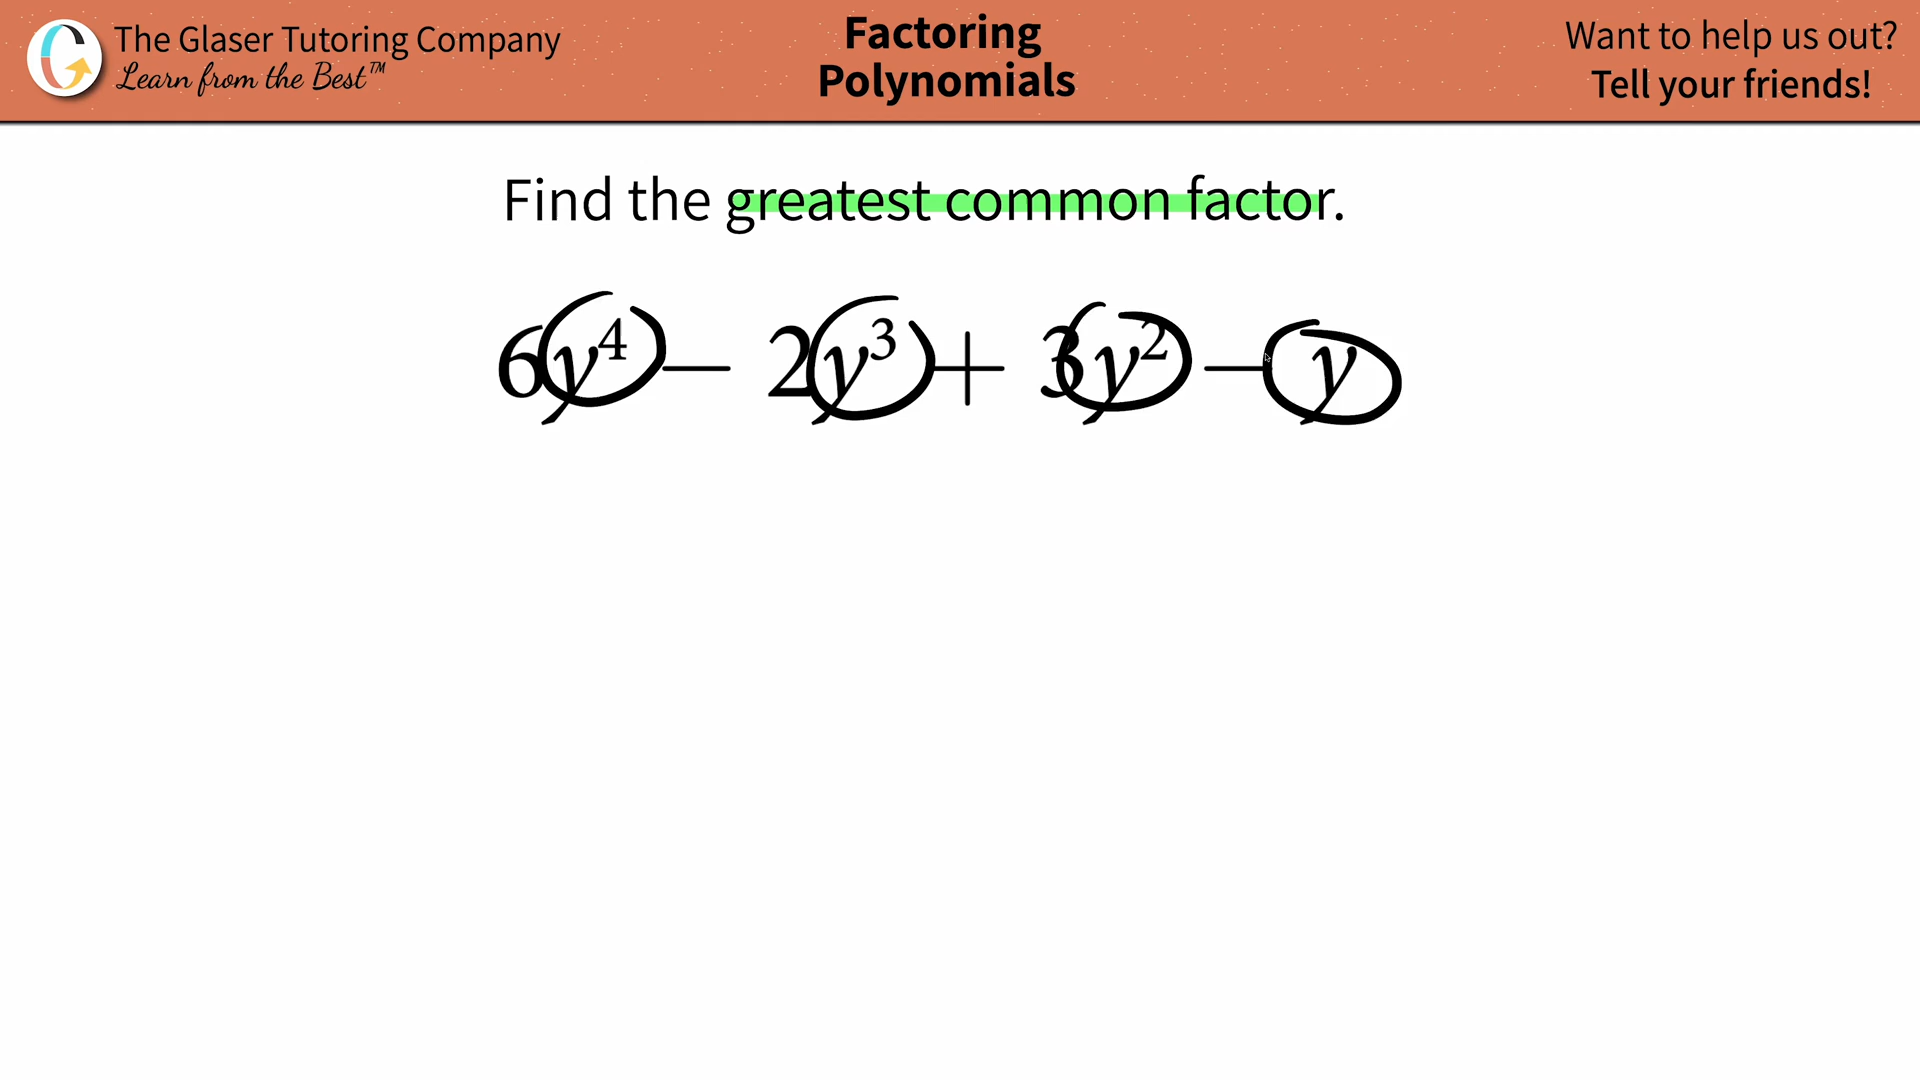 The Glaser Tutoring Company
Learn from the Best™
Factoring
Polynomials
Want to help us out?
Tell your friends!
Find the greatest common factor.
6y⁴ − 2y³ + 3y² − y